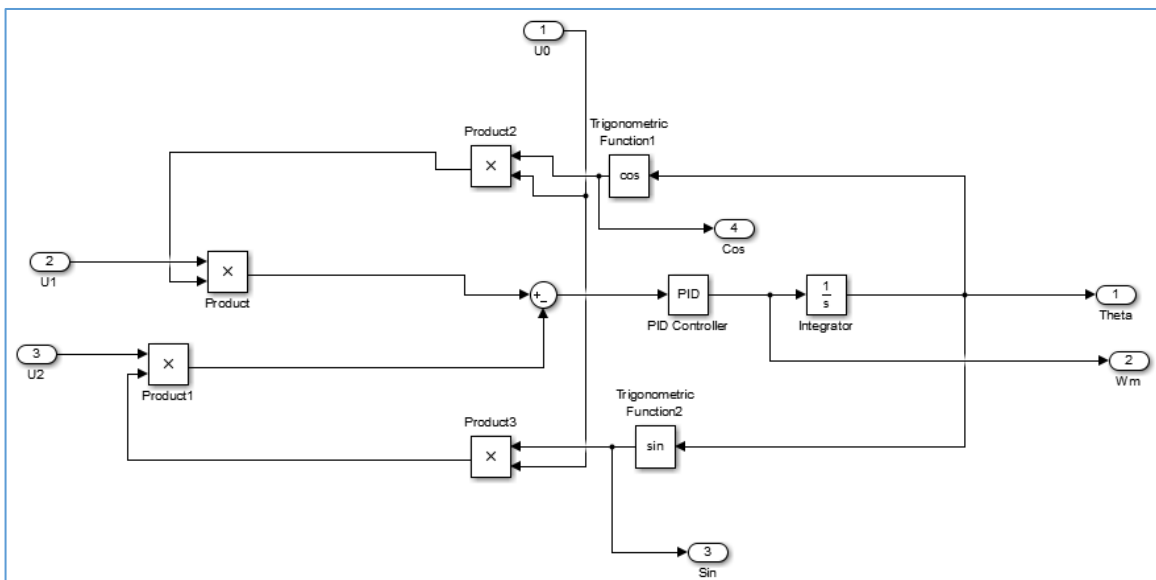 1
U0
Product2
×
Trigonometric
Function1
cos
4
Cos
2
U1
×
Product
+
−
PID
PID Controller
1
s
Integrator
1
Theta
3
U2
×
Product1
2
Wm
Product3
×
Trigonometric
Function2
sin
3
Sin